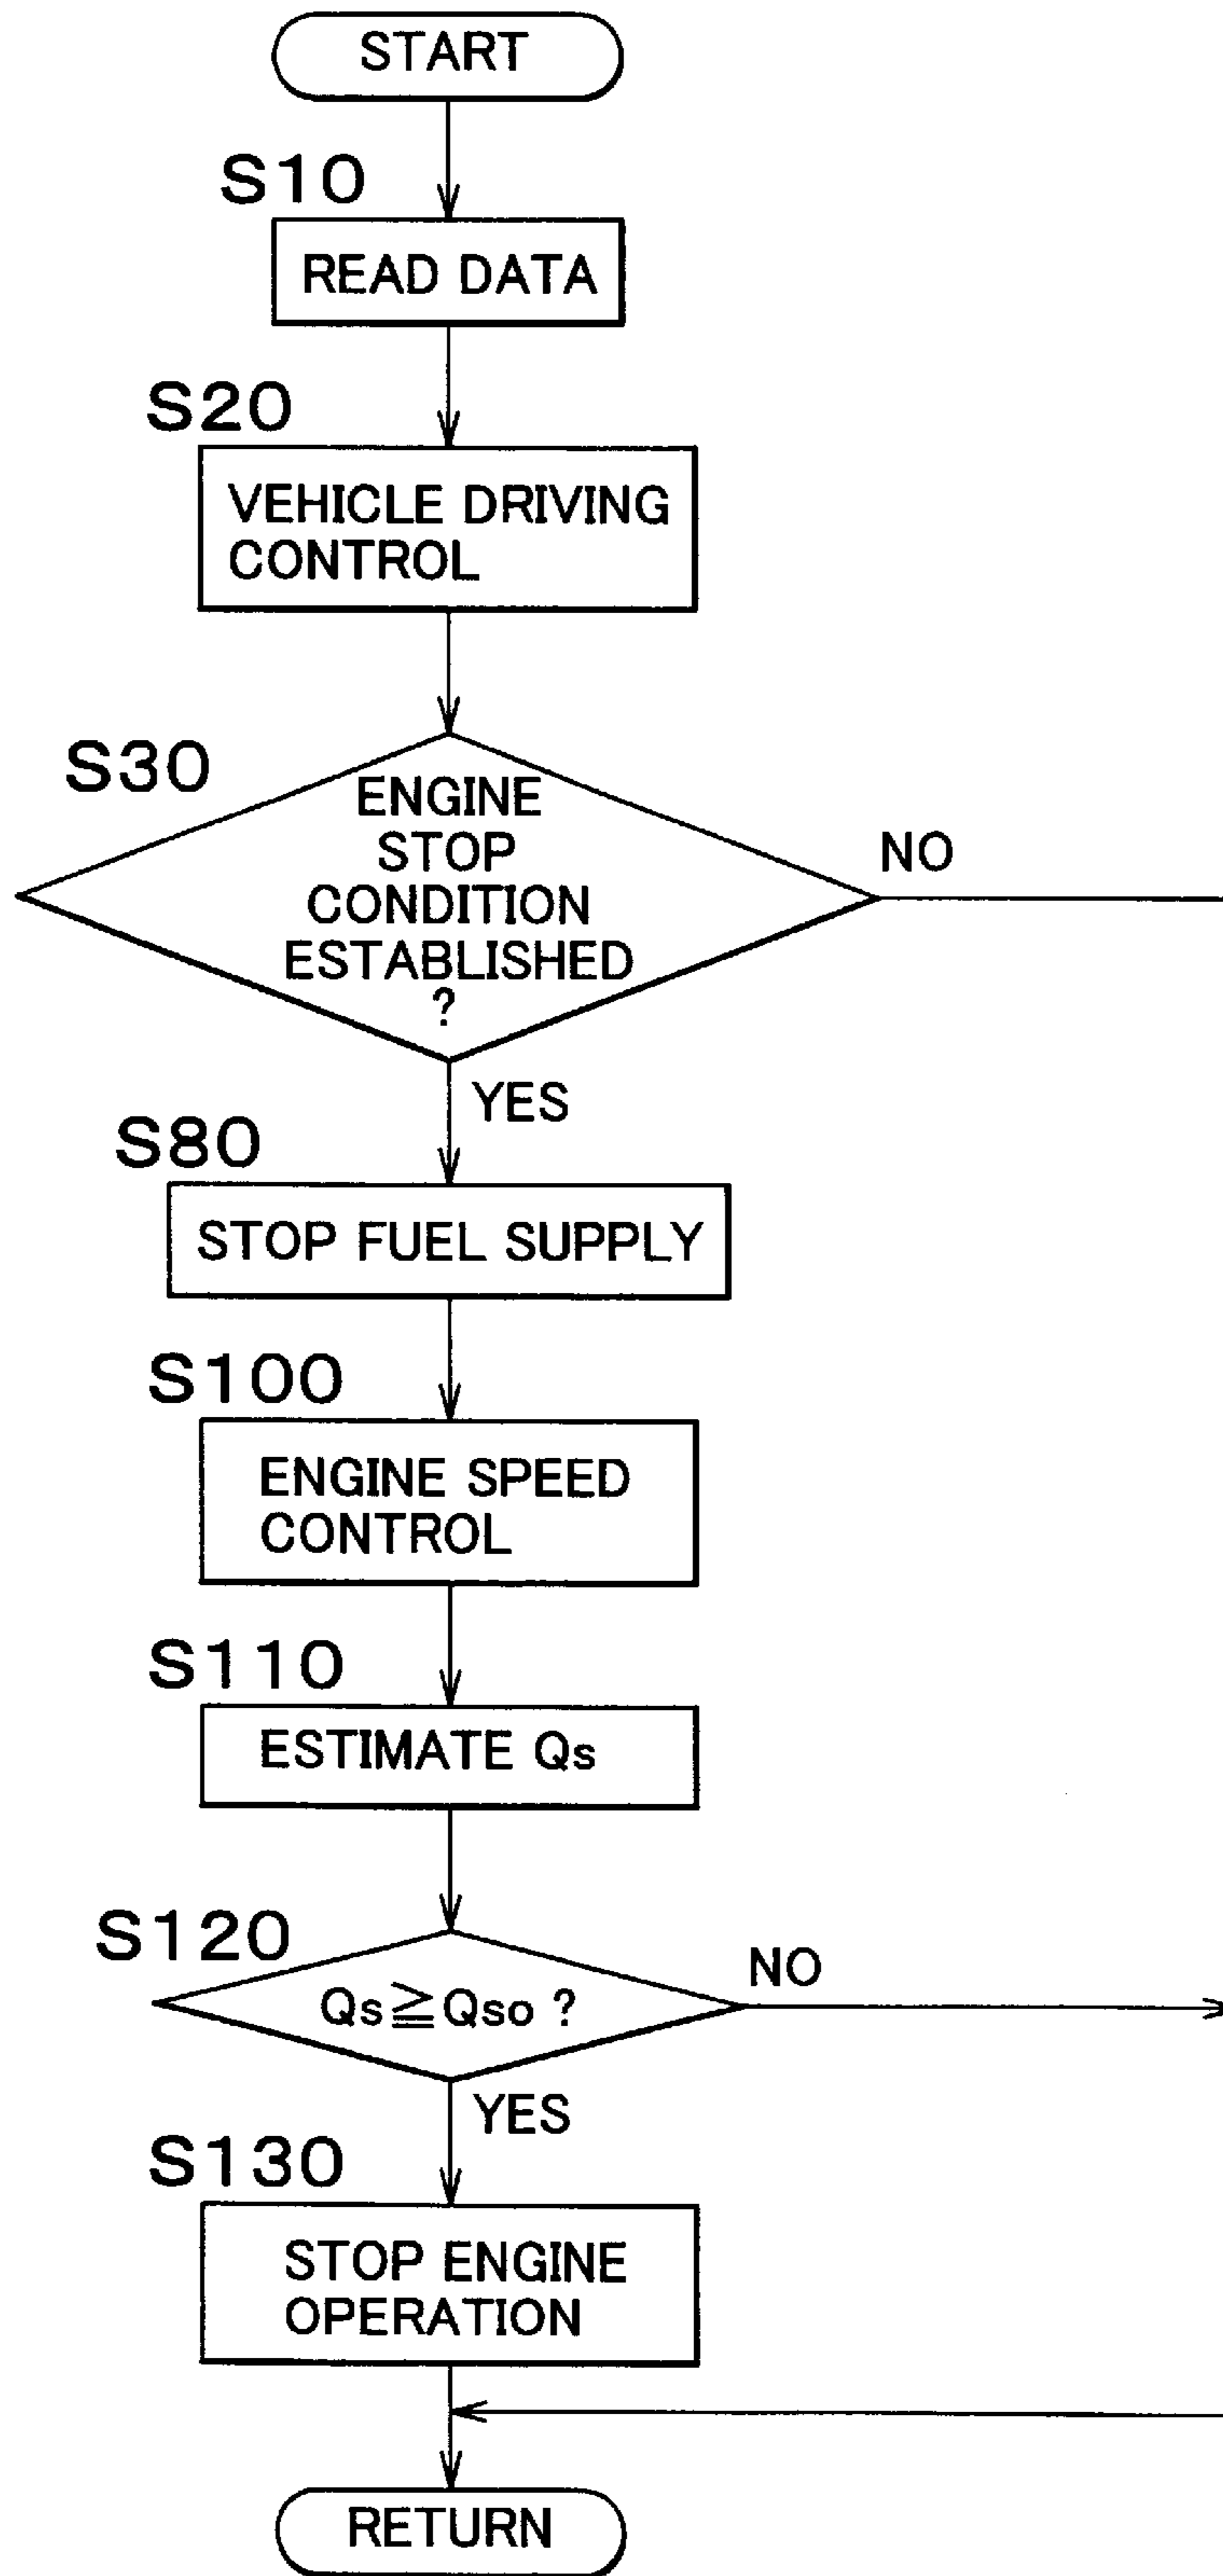 START
S10
READ DATA
S20
VEHICLE DRIVING
CONTROL
S30
ENGINE
STOP
CONDITION
ESTABLISHED
?
NO
YES
S80
STOP FUEL SUPPLY
S100
ENGINE SPEED
CONTROL
S110
ESTIMATE Qs
S120
Qs≧Qso ?
NO
YES
S130
STOP ENGINE
OPERATION
RETURN